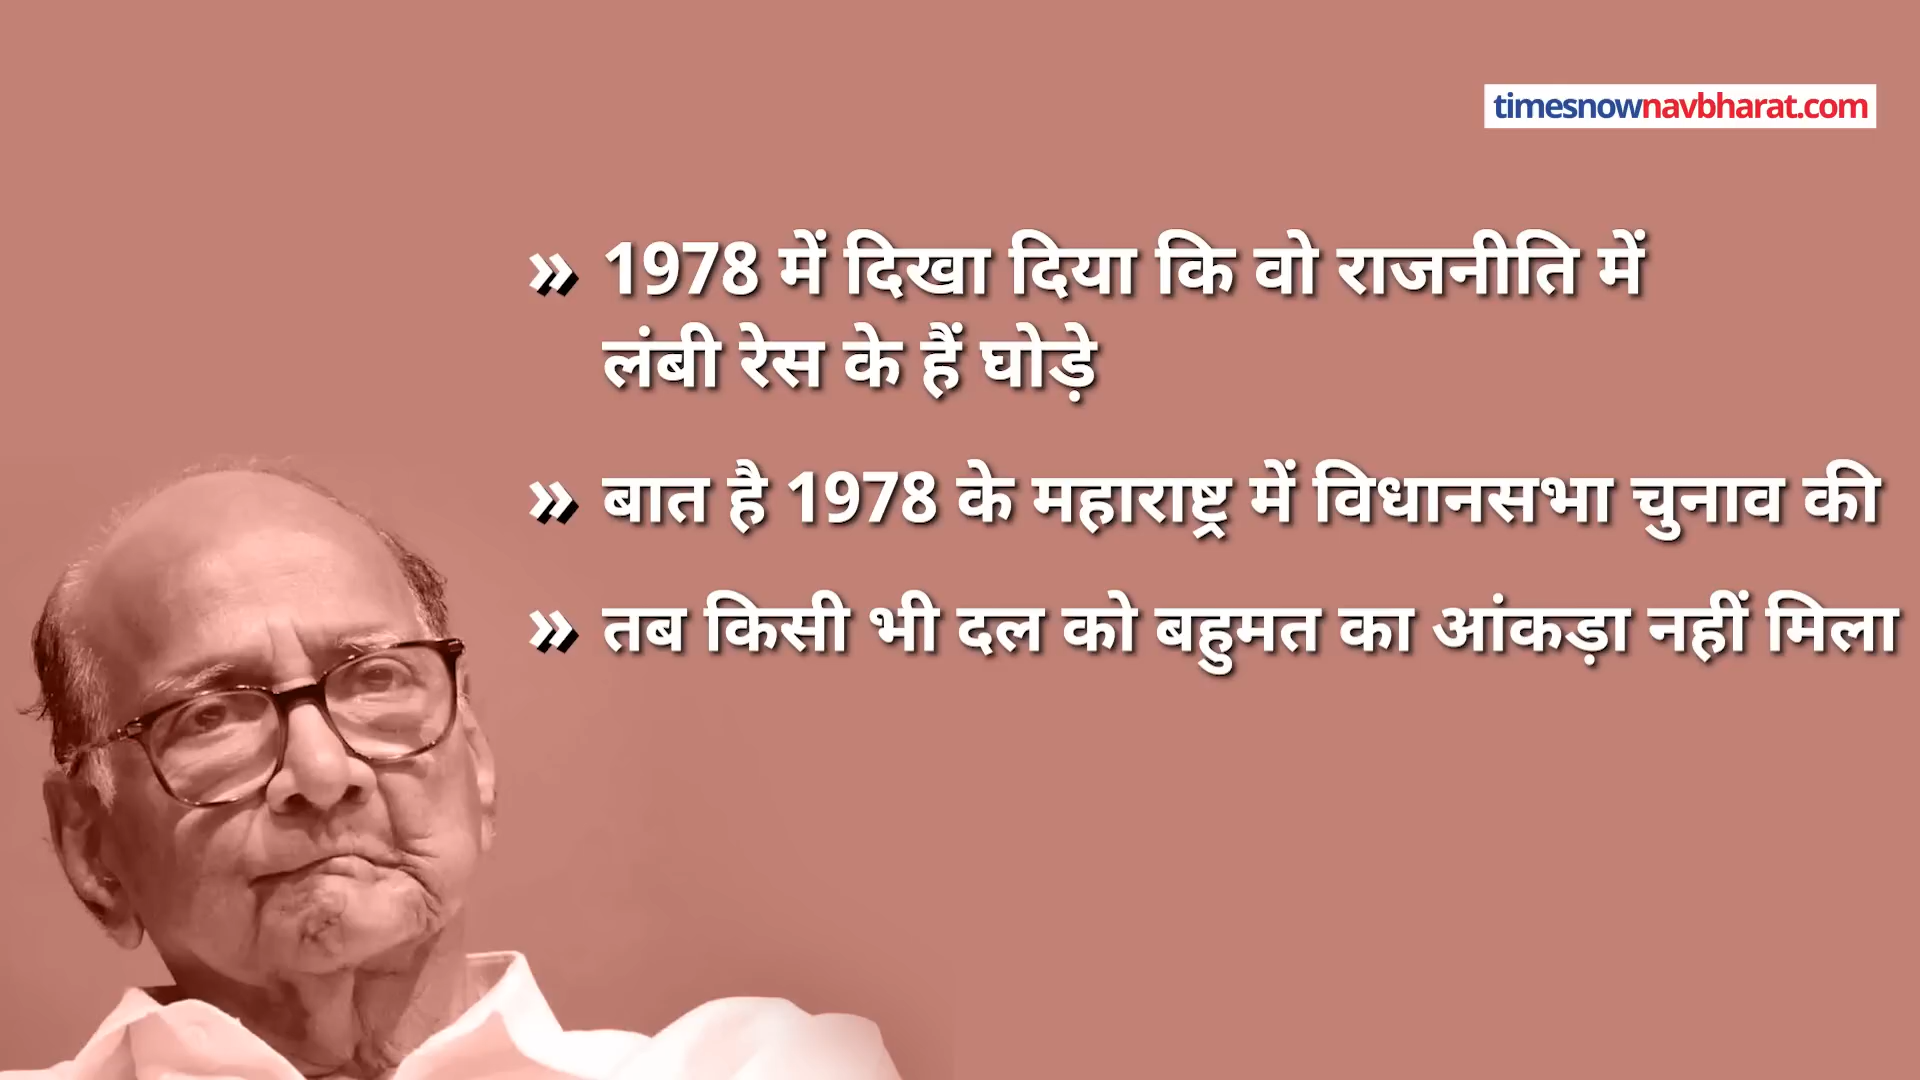 timesnownavbharat.com
» 1978 में दिखा दिया कि वो राजनीति में
लंबी रेस के हैं घोड़े
» बात है 1978 के महाराष्ट्र में विधानसभा चुनाव की
» तब किसी भी दल को बहुमत का आंकड़ा नहीं मिला